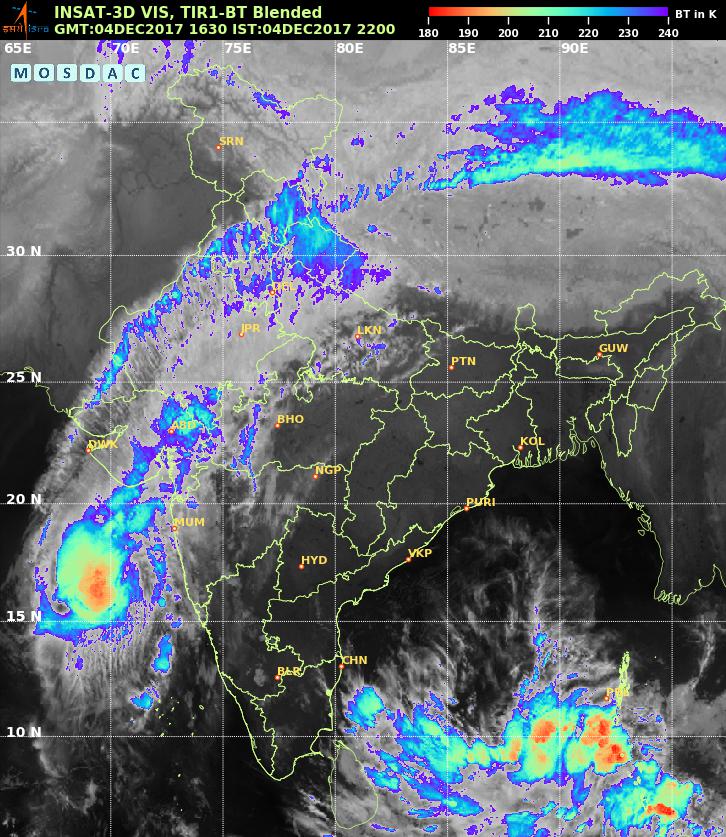 INSAT-3D VIS, TIR1-BT Blended
GMT:04DEC2017 1630 IST:04DEC2017 2200
BT in K
180 190 200 210 220 230 240
65E 70E 75E 80E 85E 90E
MOSDAC
SRN
30 N
DEL
JPR LKN
GUW
PTN
25 N
ABD BHO
DWK KOL
NGP
20 N PURI
MUM
VKP
HYD
15 N
CHN
BLR
PBL
10 N